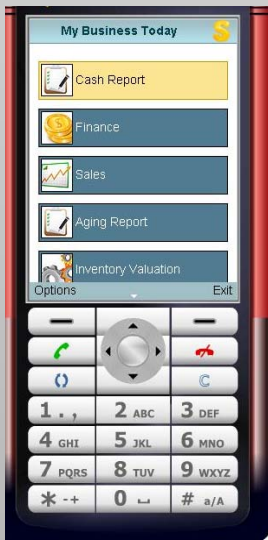 My Business Today
S
Cash Report
Finance
Sales
Aging Report
Inventory Valuation
Options Exit
C
1 . , 2 ABC 3 DEF
4 GHI 5 JKL 6 MNO
7 PQRS 8 TUV 9 WXYZ
* -+ 0 # a/A